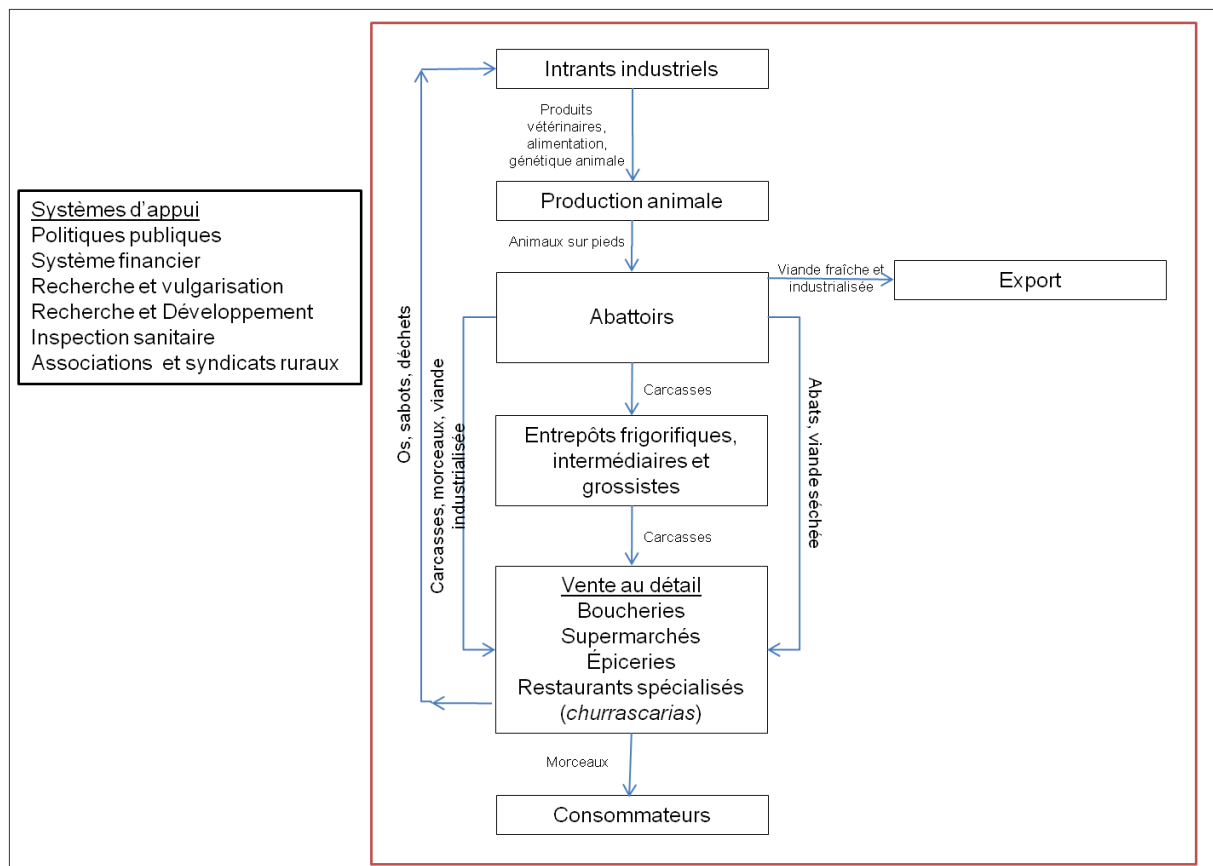 Intrants industriels
Produits
vétérinaires,
alimentation,
génétique animale
Production animale
Animaux sur pieds
Systèmes d'appui
Politiques publiques
Système financier
Recherche et vulgarisation
Recherche et Développement
Inspection sanitaire
Associations et syndicats ruraux
Abattoirs
Viande fraîche et
industrialisée
Export
Os, sabots, déchets
Carcasses, morceaux, viande
industrialisée
Carcasses
Abats, viande séchée
Entrepôts frigorifiques,
intermédiaires et
grossistes
Carcasses
Vente au détail
Boucheries
Supermarchés
Épiceries
Restaurants spécialisés
(churrascarias)
Morceaux
Consommateurs